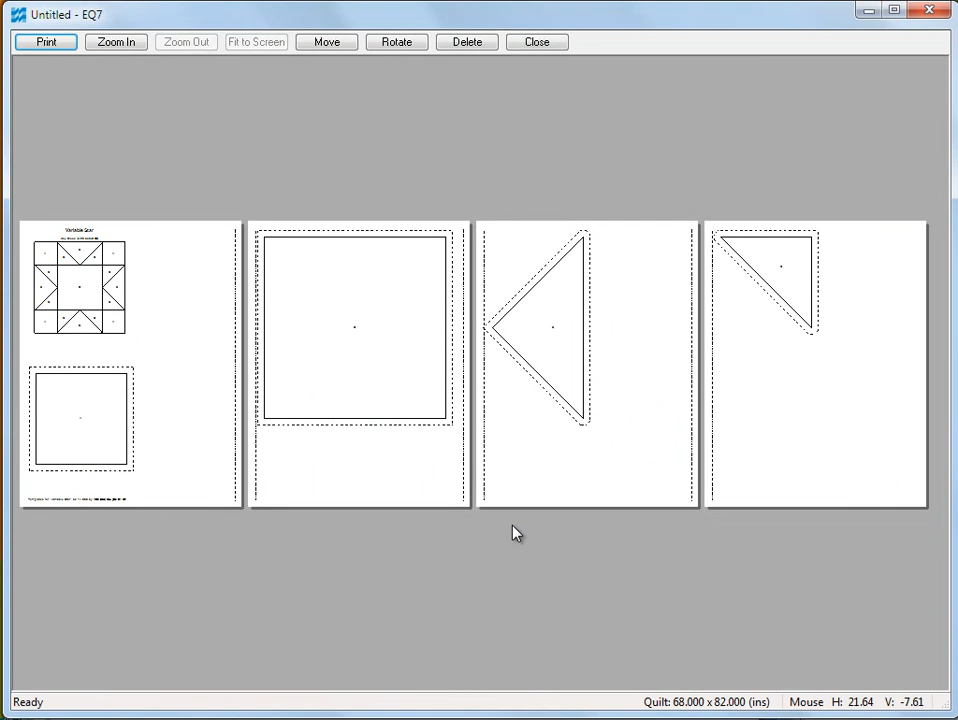 Untitled - EQ7
Print Zoom In Zoom Out Fit to Screen Move Rotate Delete Close
Variable Star
Ready Quilt: 68.000 x 82.000 (ins) Mouse H: 21.64 V: -7.61